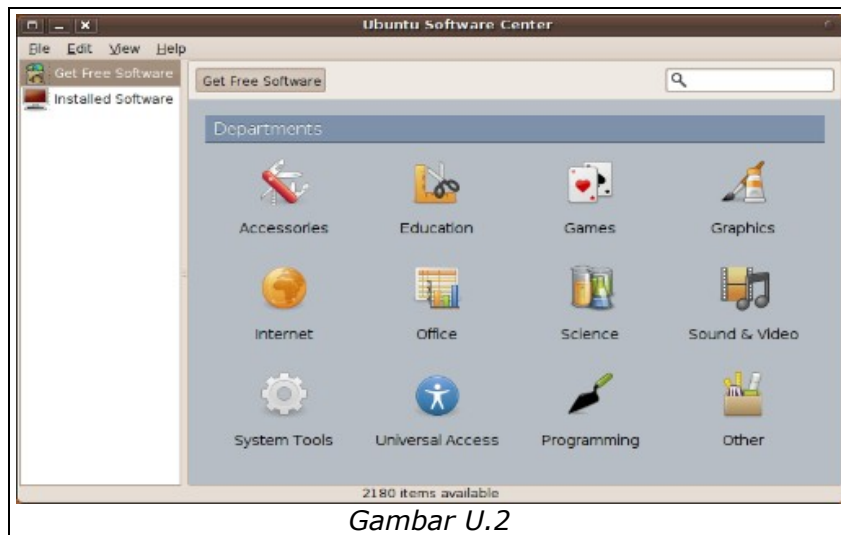 Ubuntu Software Center
File Edit View Help
Get Free Software
Installed Software
Get Free Software
Departments
Accessories Education Games Graphics
Internet Office Science Sound & Video
System Tools Universal Access Programming Other
2180 items available
Gambar U.2